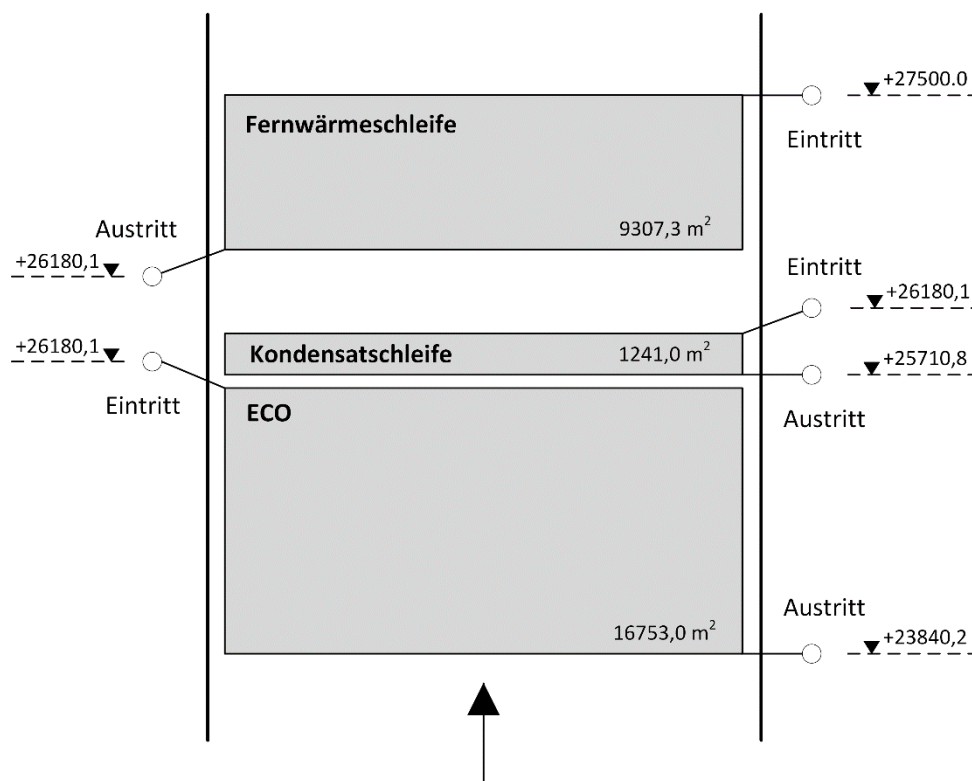 +27500.0
Fernwärmeschleife
Eintritt
9307,3 m²
Austritt
+26180,1
Eintritt
+26180,1
+26180,1
Kondensatschleife
1241,0 m²
+25710,8
Eintritt
ECO
Austritt
Austritt
16753,0 m²
+23840,2